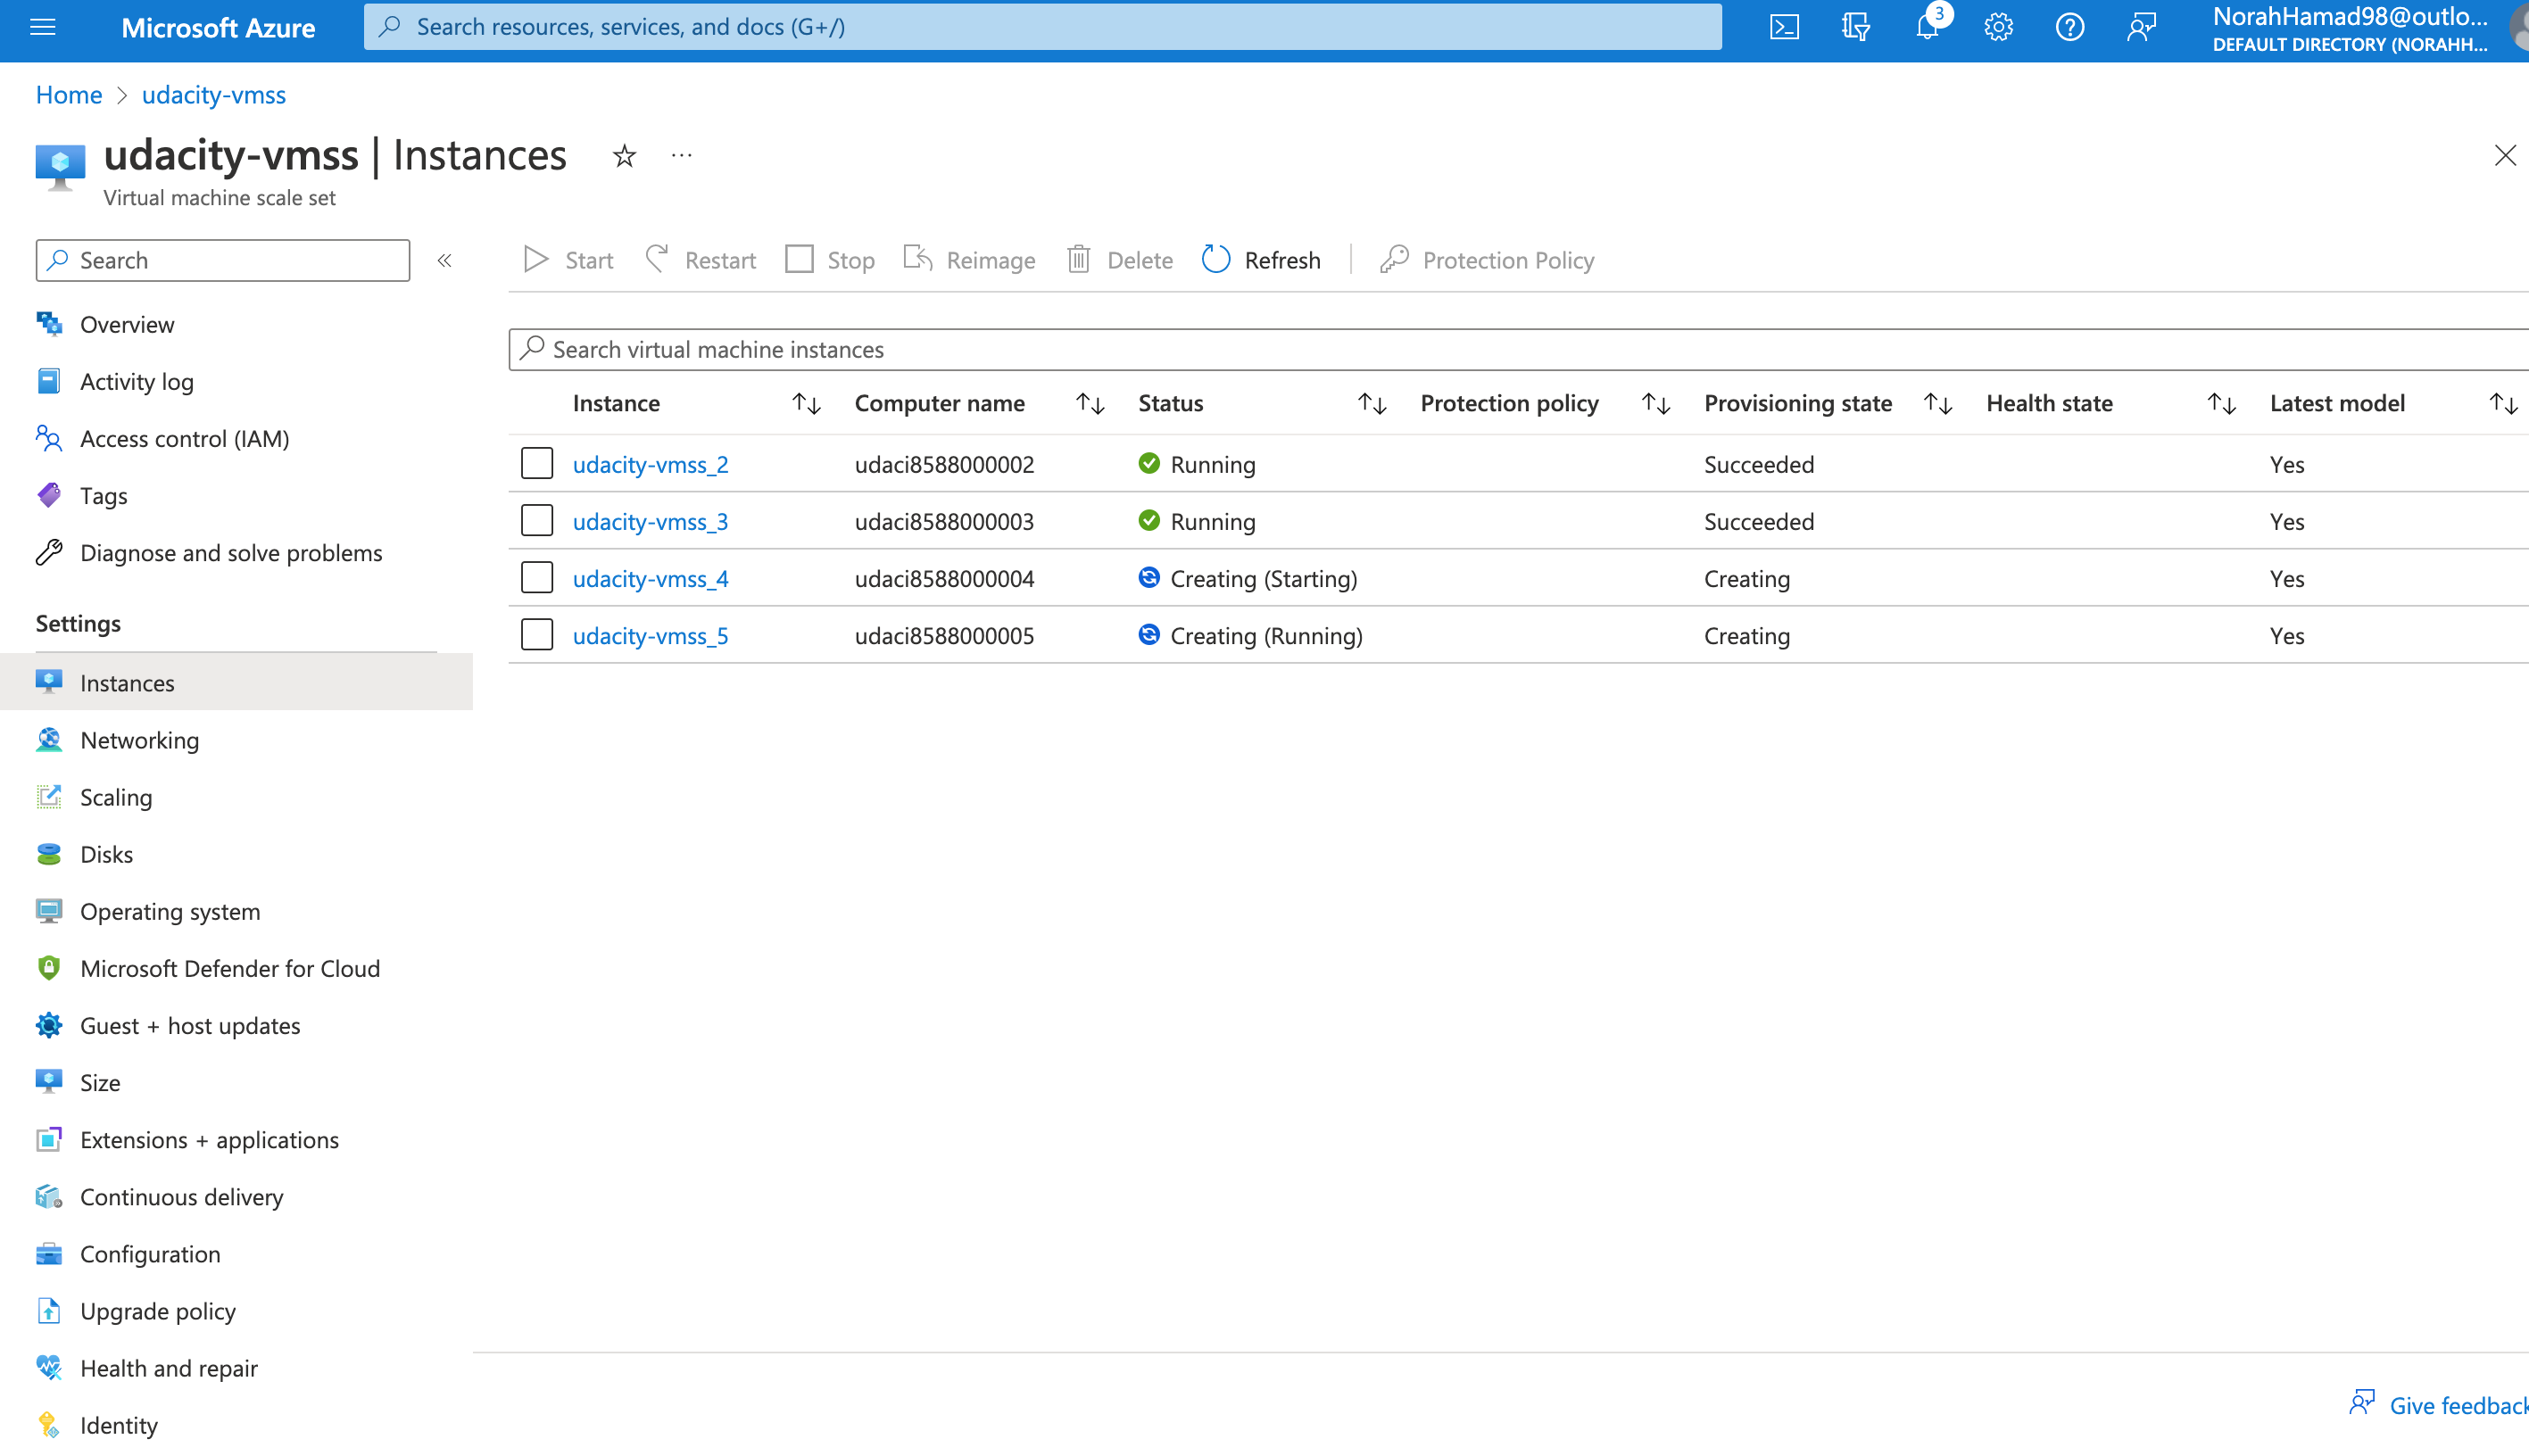 Microsoft Azure
Search resources, services, and docs (G+/)
3
NorahHamad98@outlo...
DEFAULT DIRECTORY (NORAHH...
Home > udacity-vmss
udacity-vmss | Instances
Virtual machine scale set
Search
Start Restart Stop Reimage Delete Refresh Protection Policy
Search virtual machine instances
Instance Computer name Status Protection policy Provisioning state Health state Latest model
udacity-vmss_2 udaci8588000002 Running Succeeded Yes
udacity-vmss_3 udaci8588000003 Running Succeeded Yes
udacity-vmss_4 udaci8588000004 Creating (Starting) Creating Yes
udacity-vmss_5 udaci8588000005 Creating (Running) Creating Yes
Overview
Activity log
Access control (IAM)
Tags
Diagnose and solve problems
Settings
Instances
Networking
Scaling
Disks
Operating system
Microsoft Defender for Cloud
Guest + host updates
Size
Extensions + applications
Continuous delivery
Configuration
Upgrade policy
Health and repair
Identity
Give feedback